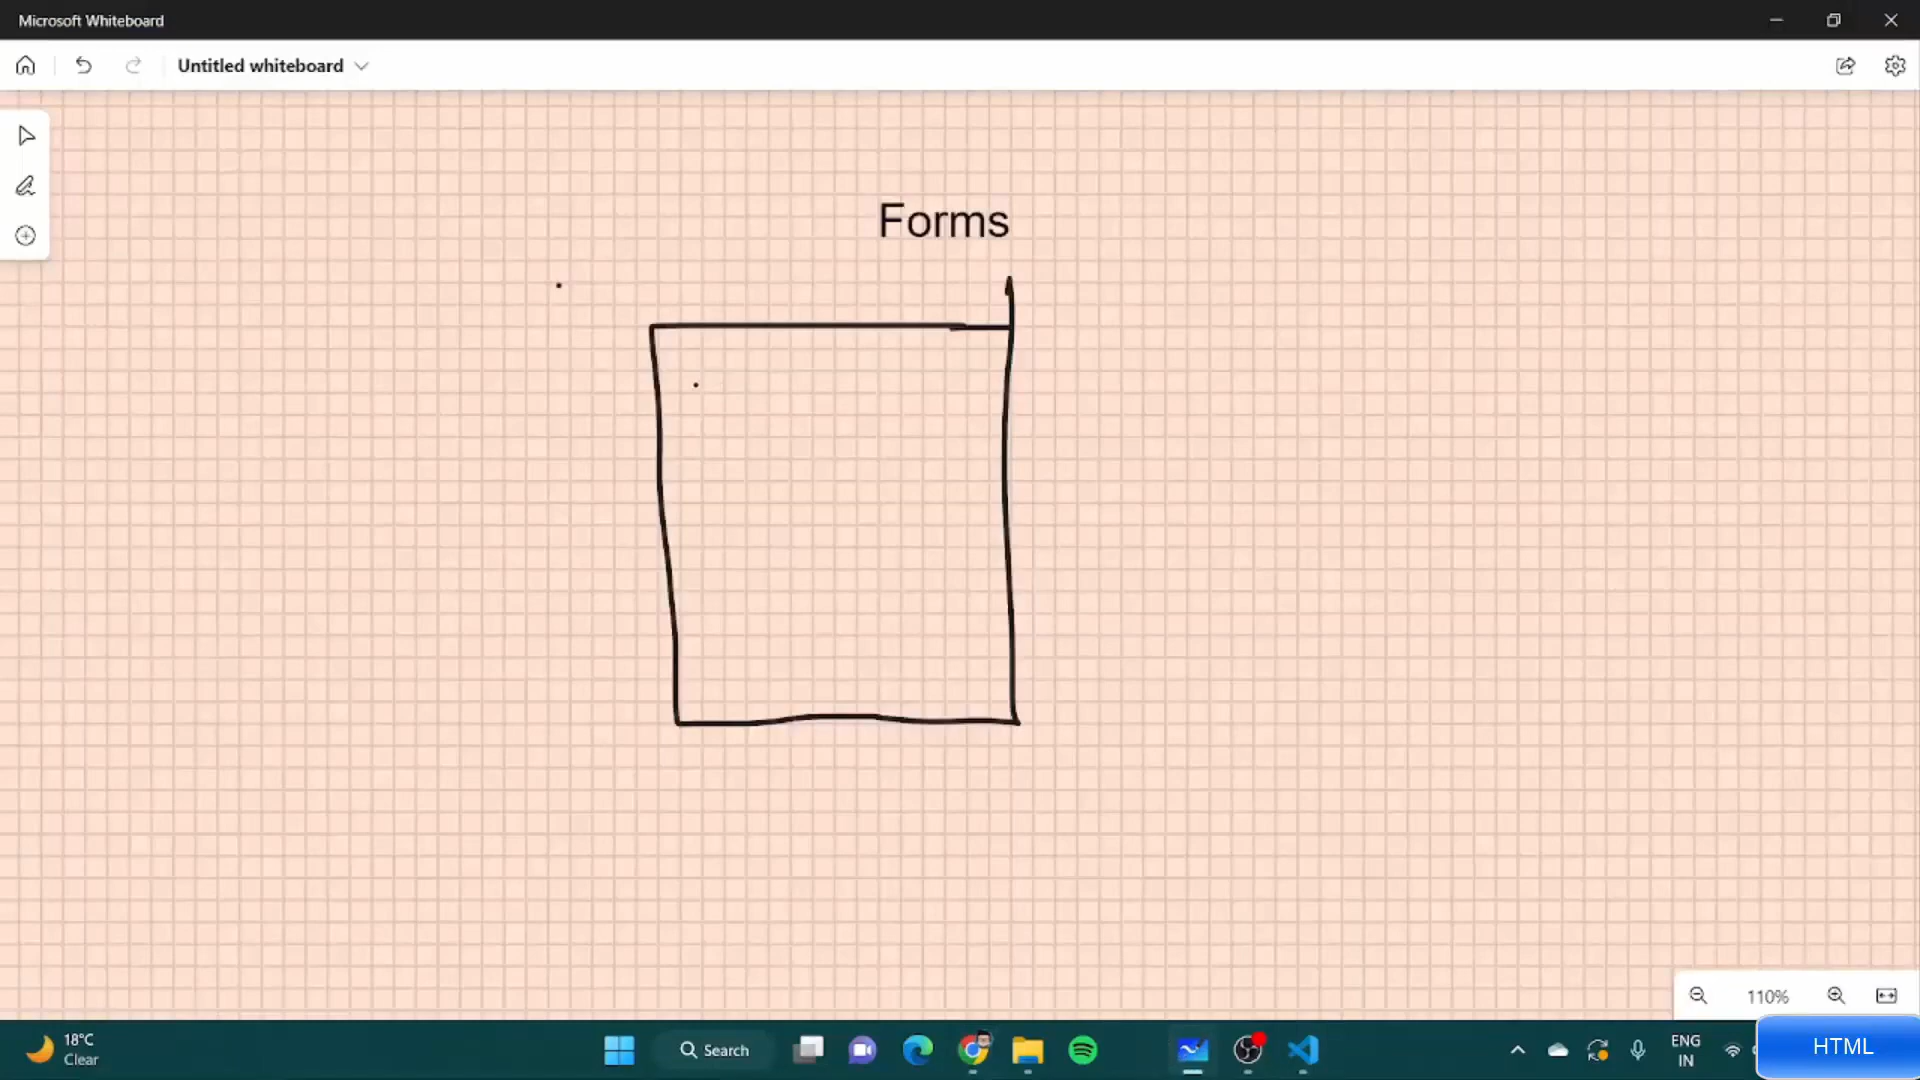 Microsoft Whiteboard
Untitled whiteboard
Forms
110%
18°C
Clear
Search
ENG
IN
HTML